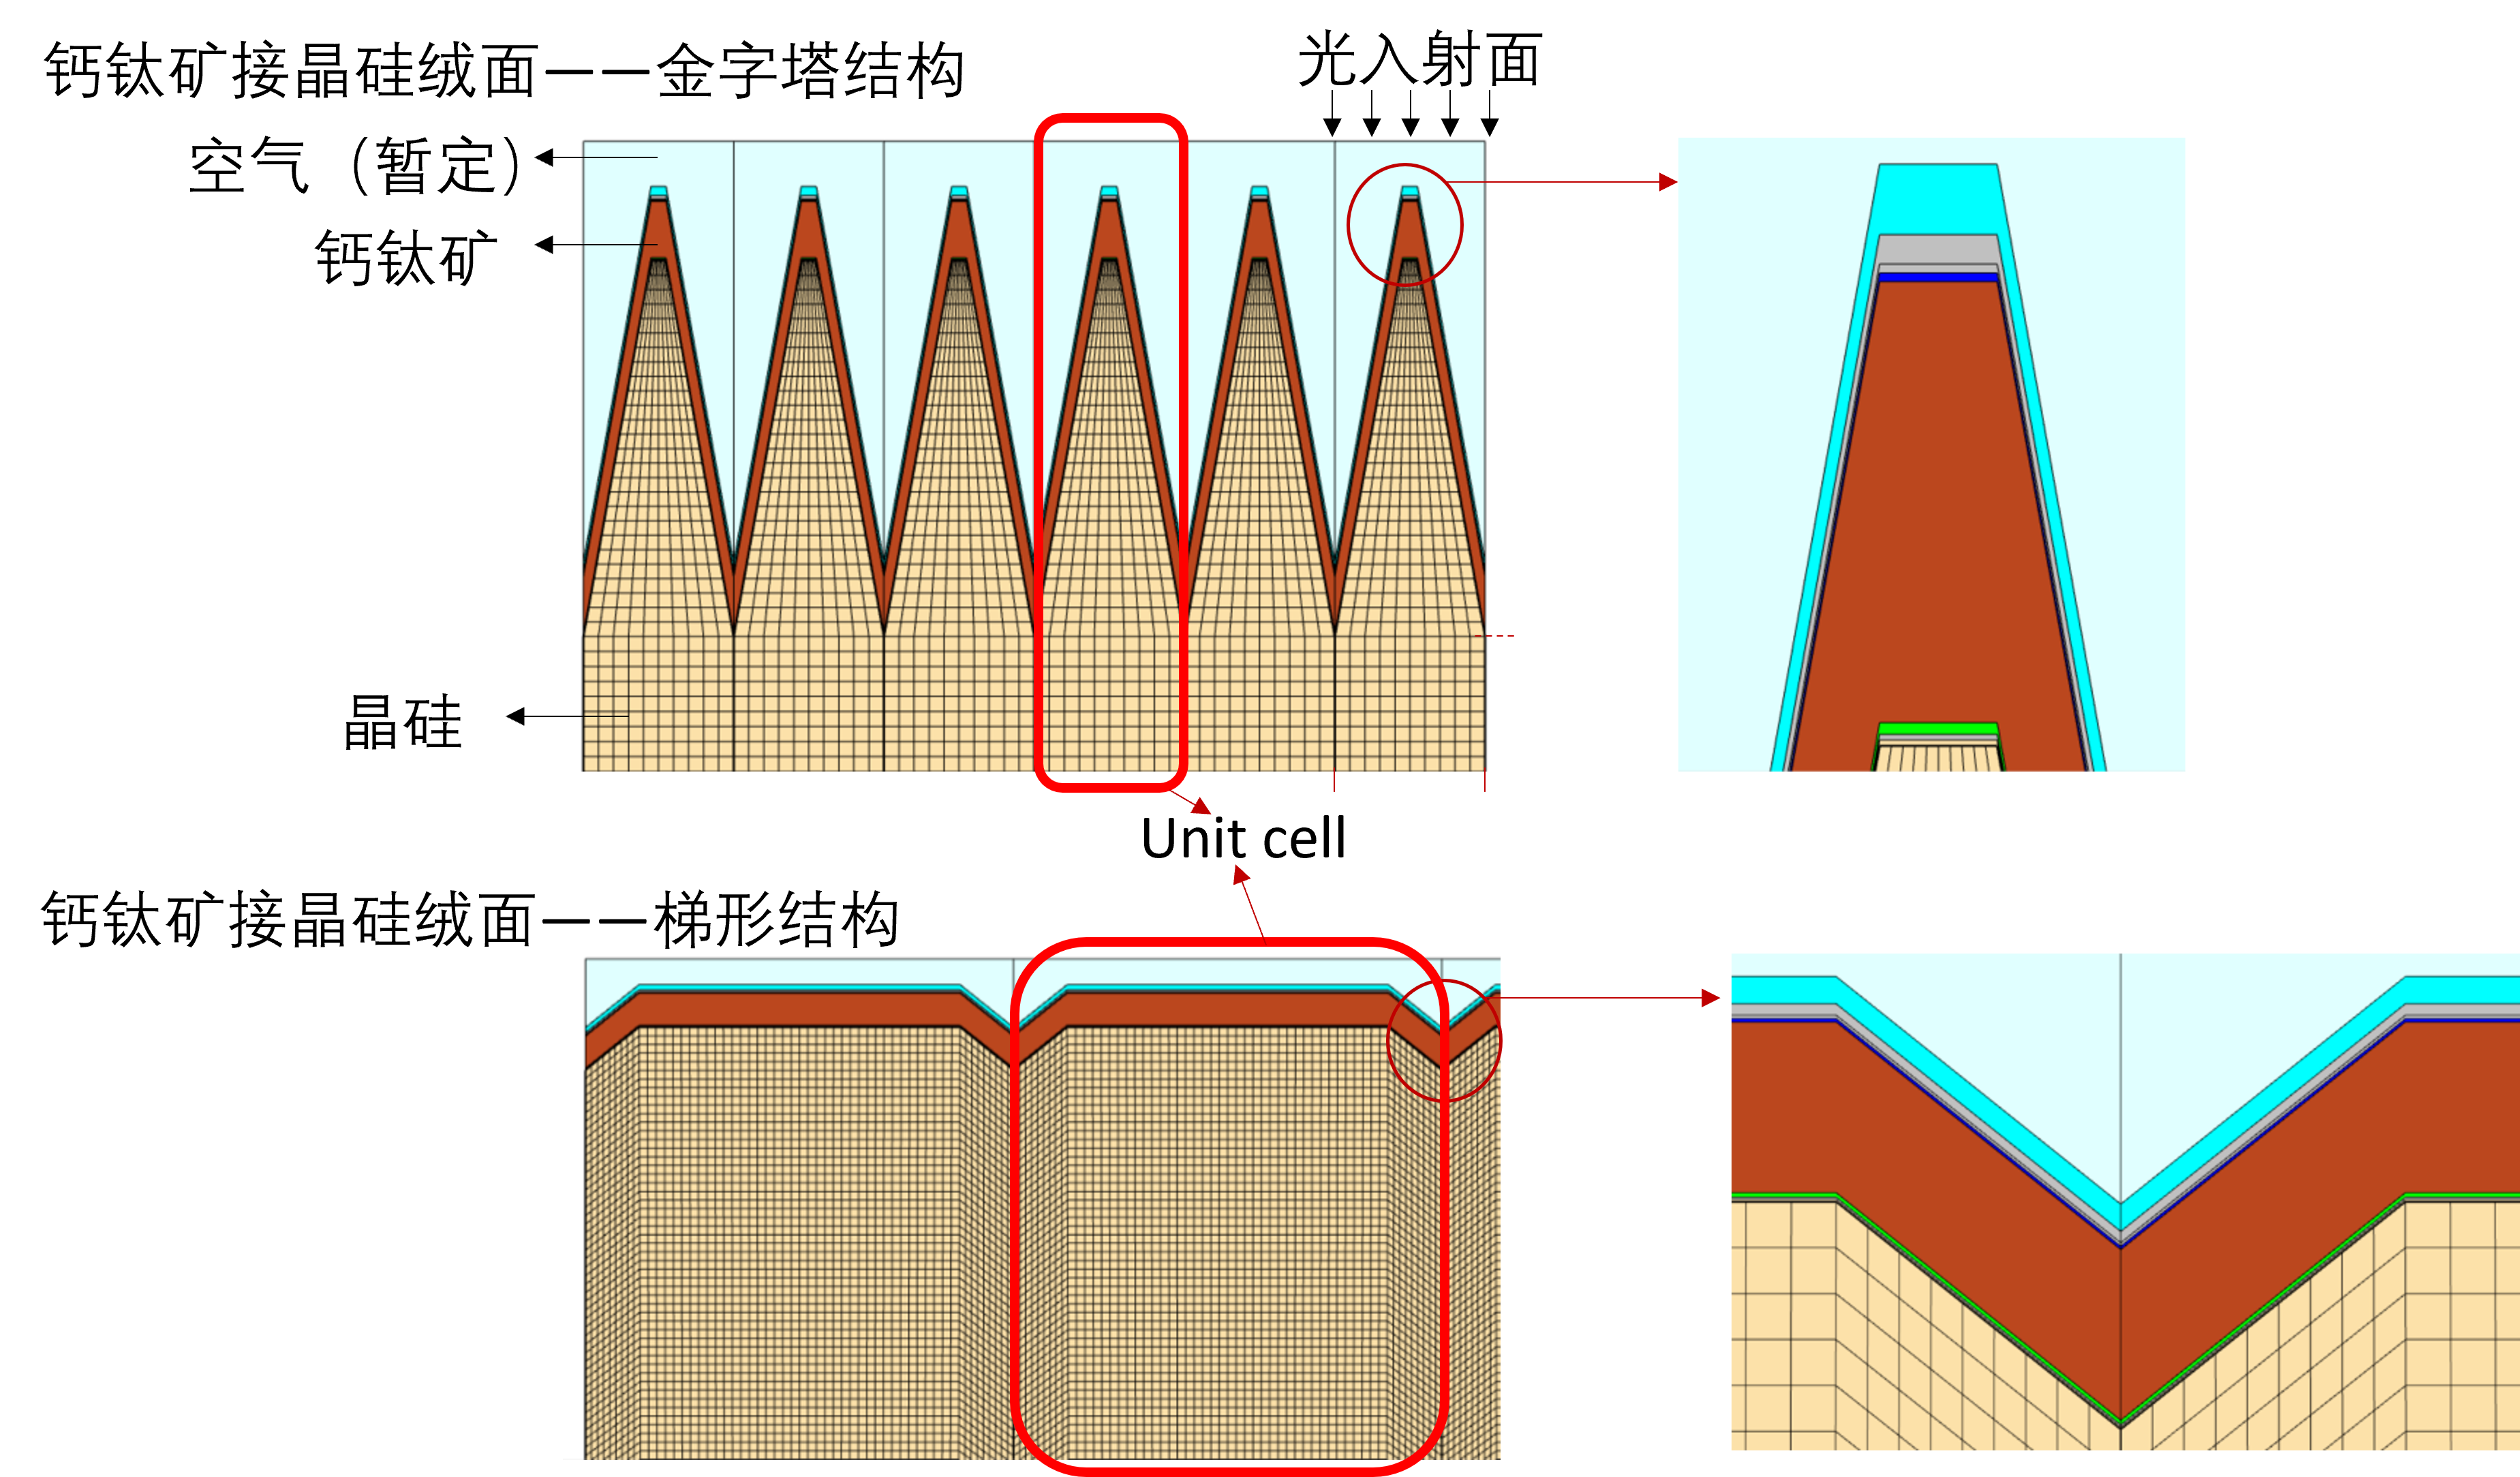 钙钛矿接晶硅绒面——金字塔结构
光入射面
空气（暂定）
钙钛矿
晶硅
Unit cell
钙钛矿接晶硅绒面——梯形结构